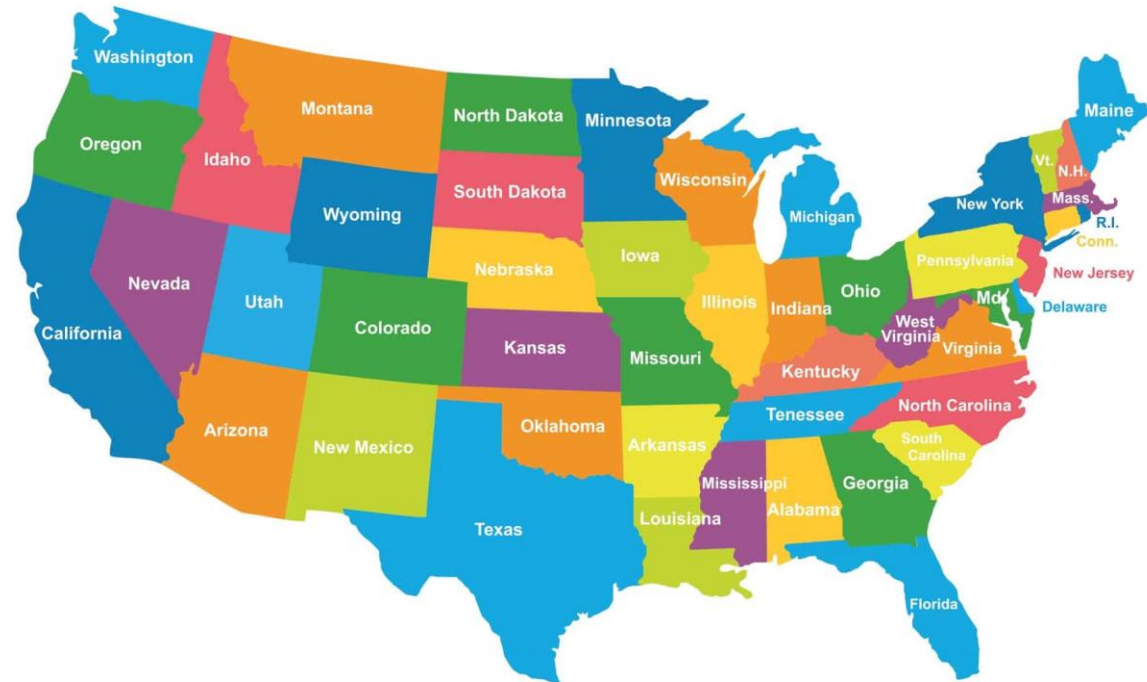 Washington
Oregon
California
Nevada
Idaho
Montana
Wyoming
Utah
Arizona
Colorado
New Mexico
North Dakota
South Dakota
Nebraska
Kansas
Oklahoma
Texas
Minnesota
Iowa
Missouri
Arkansas
Louisiana
Wisconsin
Illinois
Michigan
Indiana
Ohio
Kentucky
Tenessee
Mississippi
Alabama
Georgia
Florida
South
Carolina
North Carolina
Virginia
West
Virginia
Md.
Delaware
Pennsylvania
New Jersey
New York
Conn.
R.I.
Mass.
Vt.
N.H.
Maine